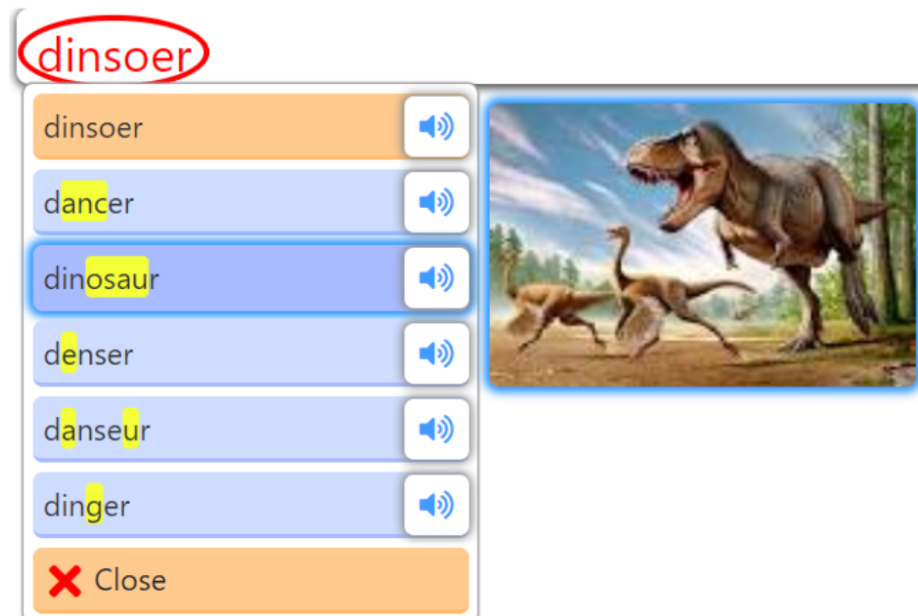 dinsoer
dinsoer
dancer
dinosaur
denser
danseur
dinger
Close